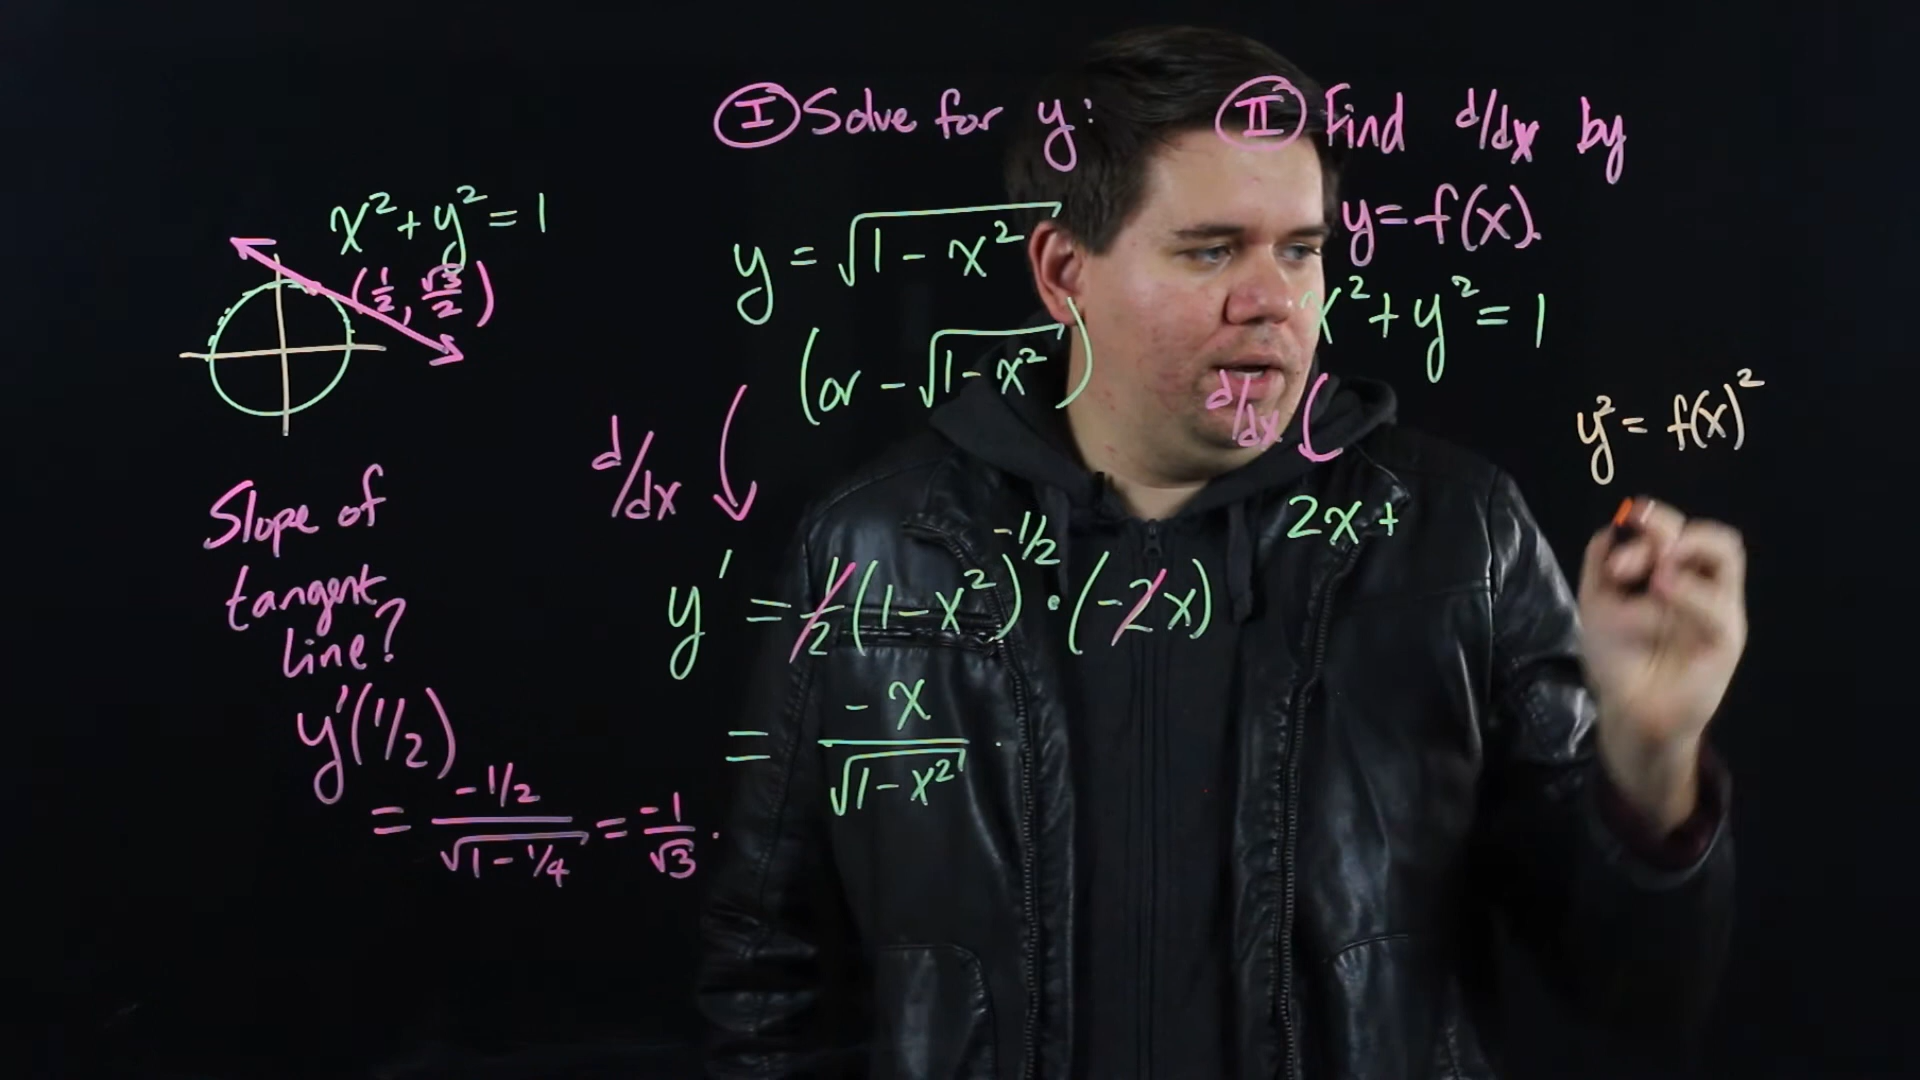 x² + y² = 1
(1/2, √3/2)
Slope of
tangent
line?
y'(1/2)
= (-1/2)/√(1 - 1/4) = -1/√3.
Ⓘ Solve for y:
y = √(1 - x²)
(or - √(1 - x²))
d/dx
y' = 1/2 (1 - x²)^(-1/2) · (-2x)
= -x/√(1 - x²).
Ⓘⓘ Find d/dx by
y = f(x).
x² + y² = 1
d/dx
2x +
y² = f(x)²